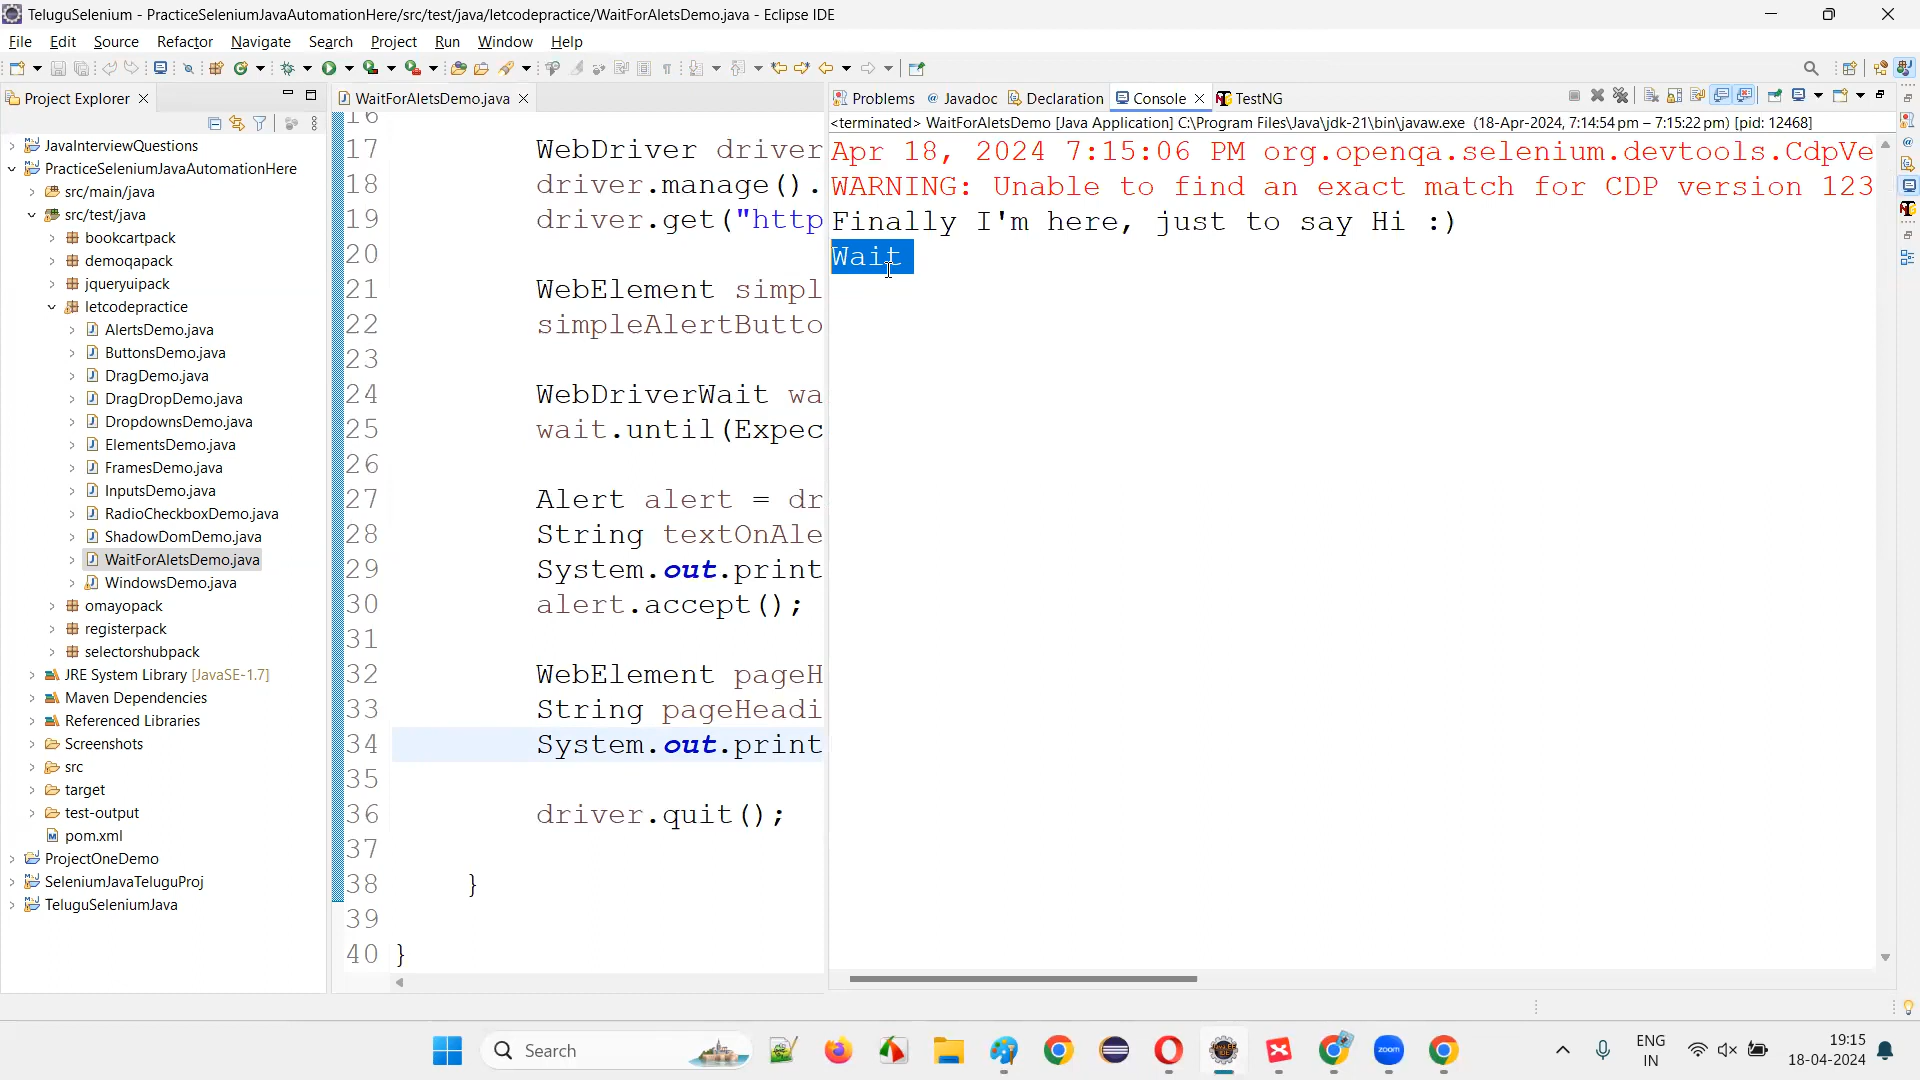 TeluguSelenium - PracticeSeleniumJavaAutomationHere/src/test/java/letcodepractice/WaitForAletsDemo.java - Eclipse IDE
File Edit Source Refactor Navigate Search Project Run Window Help
Project Explorer
JavaInterviewQuestions
PracticeSeleniumJavaAutomationHere
src/main/java
src/test/java
bookcartpack
demoqapack
jqueryuipack
letcodepractice
AlertsDemo.java
ButtonsDemo.java
DragDemo.java
DragDropDemo.java
DropdownsDemo.java
ElementsDemo.java
FramesDemo.java
InputsDemo.java
RadioCheckboxDemo.java
ShadowDomDemo.java
WaitForAletsDemo.java
WindowsDemo.java
omayopack
registerpack
selectorshubpack
JRE System Library [JavaSE-1.7]
Maven Dependencies
Referenced Libraries
Screenshots
src
target
test-output
pom.xml
ProjectOneDemo
SeleniumJavaTeluguProj
TeluguSeleniumJava
WaitForAletsDemo.java
16
17 WebDriver driver
18 driver.manage().
19 driver.get("http
20
21 WebElement simpl
22 simpleAlertButto
23
24 WebDriverWait wa
25 wait.until(Expec
26
27 Alert alert = dr
28 String textOnAle
29 System.out.print
30 alert.accept();
31
32 WebElement pageH
33 String pageHeadi
34 System.out.print
35
36 driver.quit();
37
38 }
39
40 }
Problems @ Javadoc Declaration Console TestNG
<terminated> WaitForAletsDemo [Java Application] C:\Program Files\Java\jdk-21\bin\javaw.exe (18-Apr-2024, 7:14:54 pm – 7:15:22 pm) [pid: 12468]
Apr 18, 2024 7:15:06 PM org.openqa.selenium.devtools.CdpVe
WARNING: Unable to find an exact match for CDP version 123
Finally I'm here, just to say Hi :)
Wait
Search
zoom
ENG
IN
19:15
18-04-2024